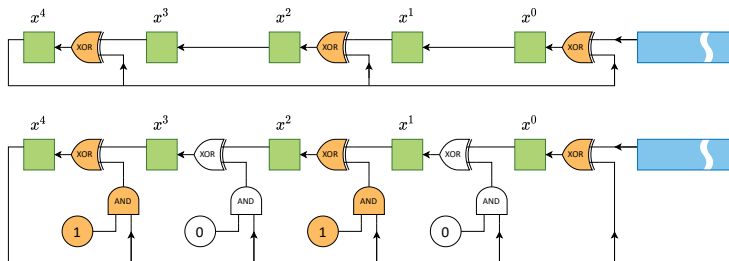 x⁴ x³ x² x¹ x⁰
XOR XOR XOR
x⁴ x³ x² x¹ x⁰
XOR XOR XOR XOR XOR
AND AND AND AND
1 0 1 0